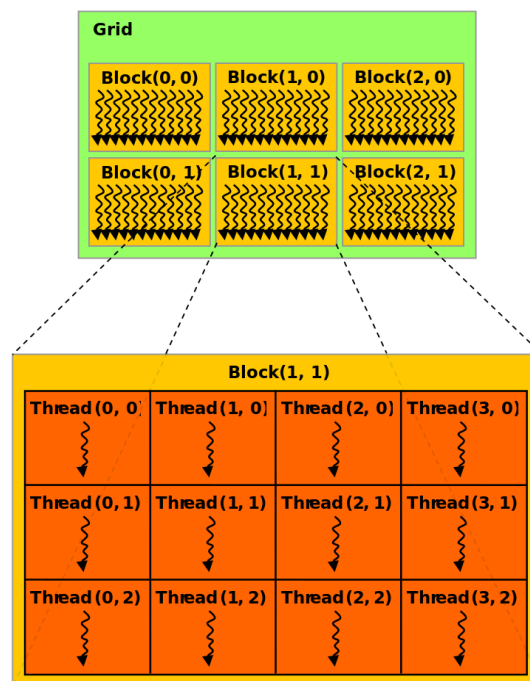 Grid
Block(0, 0) Block(1, 0) Block(2, 0)
Block(0, 1) Block(1, 1) Block(2, 1)
Block(1, 1)
Thread(0, 0) Thread(1, 0) Thread(2, 0) Thread(3, 0)
Thread(0, 1) Thread(1, 1) Thread(2, 1) Thread(3, 1)
Thread(0, 2) Thread(1, 2) Thread(2, 2) Thread(3, 2)